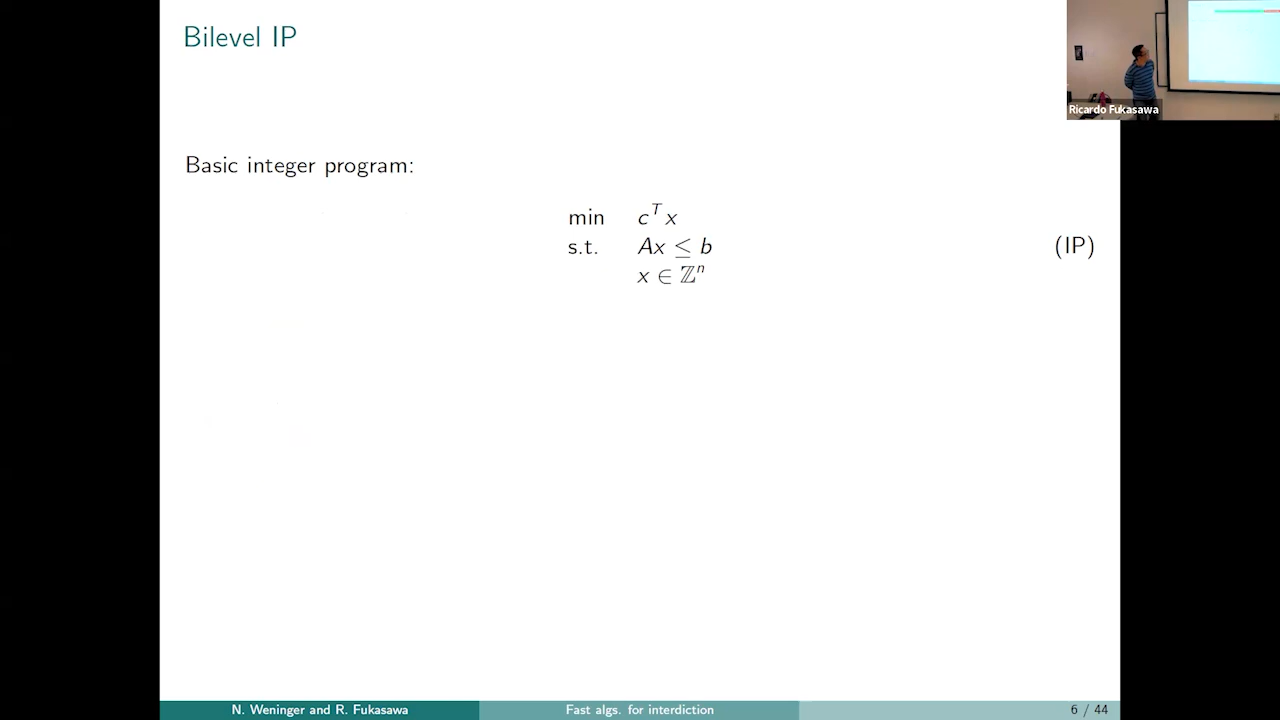 Bilevel IP
Ricardo Fukasawa
Basic integer program:
min c^T x
s.t. Ax ≤ b (IP)
x ∈ ℤ^n
N. Weninger and R. Fukasawa Fast algs. for interdiction 6 / 44